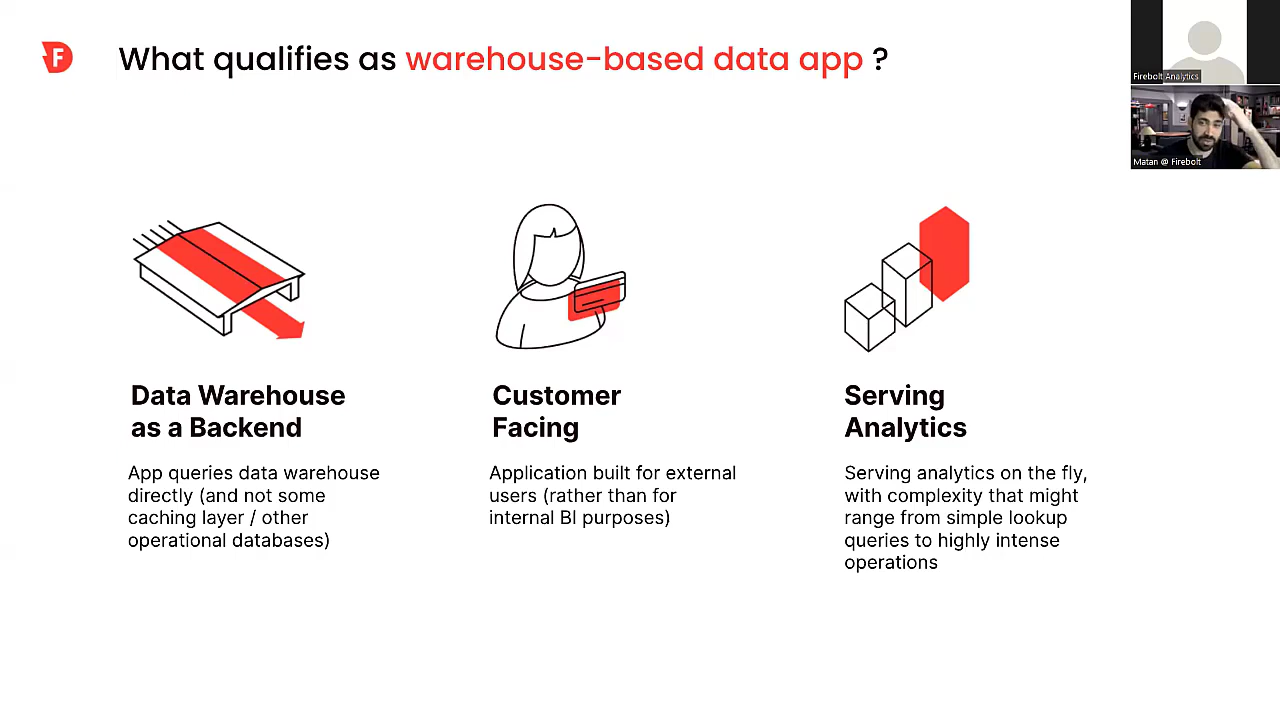 F
What qualifies as warehouse-based data app ?
Firebolt Analytics
Matan @ Firebolt
Data Warehouse
as a Backend
App queries data warehouse
directly (and not some
caching layer / other
operational databases)
Customer
Facing
Application built for external
users (rather than for
internal BI purposes)
Serving
Analytics
Serving analytics on the fly,
with complexity that might
range from simple lookup
queries to highly intense
operations